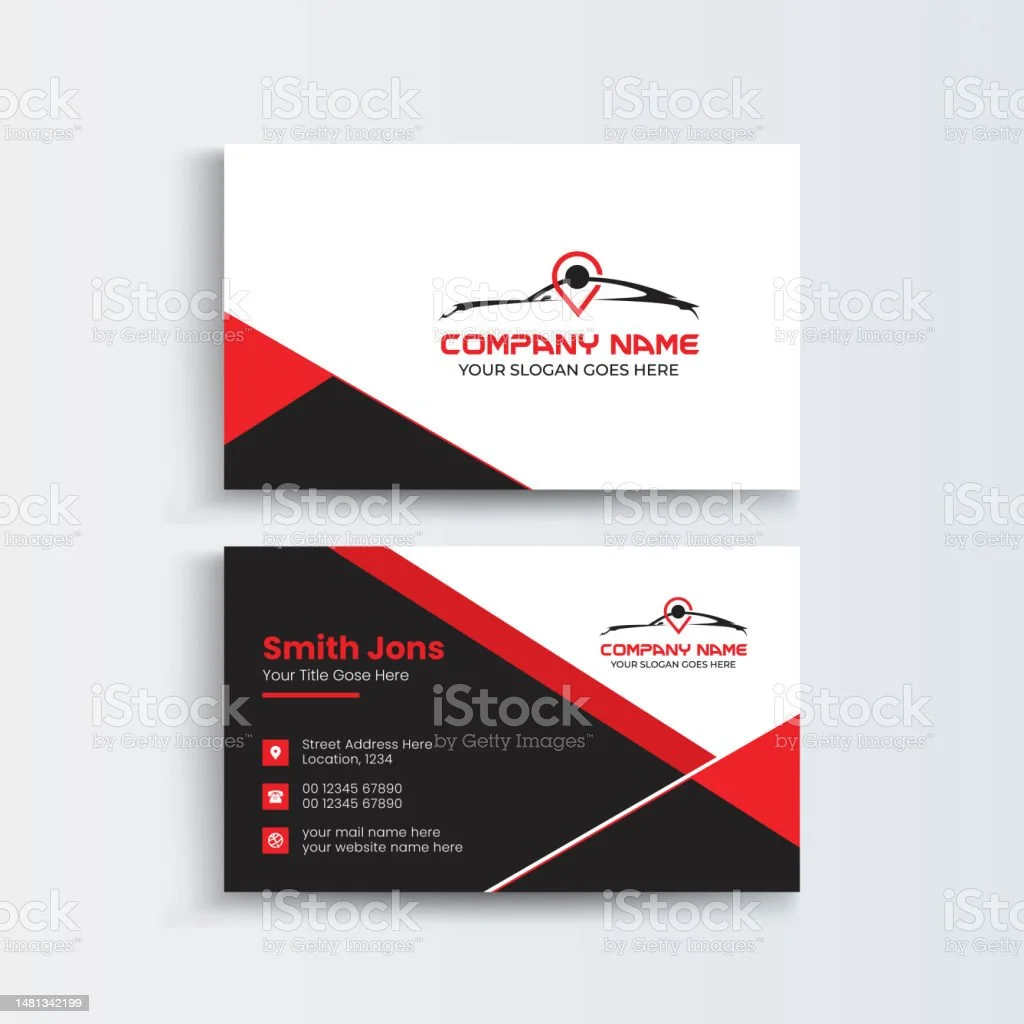 iStock
by Getty Images™
COMPANY NAME
YOUR SLOGAN GOES HERE
Smith Jons
Your Title Gose Here
COMPANY NAME
YOUR SLOGAN GOES HERE
Street Address Here
Location, 1234
00 12345 67890
00 12345 67890
your mail name here
your website name here
1481342199